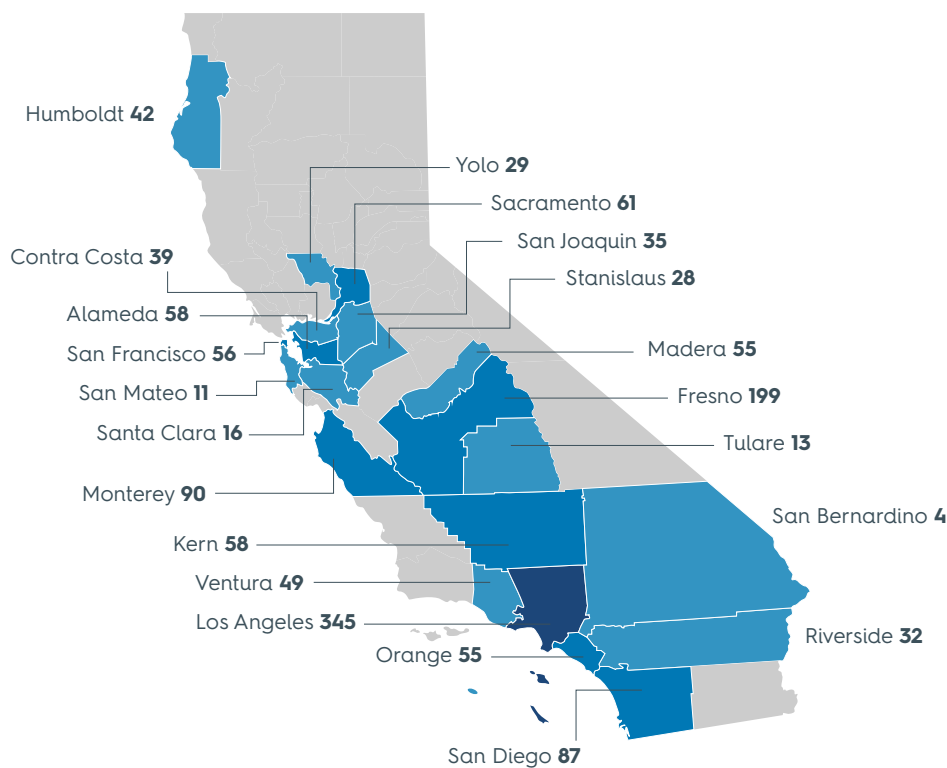 Humboldt 42
Yolo 29
Sacramento 61
San Joaquin 35
Contra Costa 39
Stanislaus 28
Alameda 58
San Francisco 56
Madera 55
San Mateo 11
Fresno 199
Santa Clara 16
Tulare 13
Monterey 90
San Bernardino 4
Kern 58
Ventura 49
Los Angeles 345
Riverside 32
Orange 55
San Diego 87